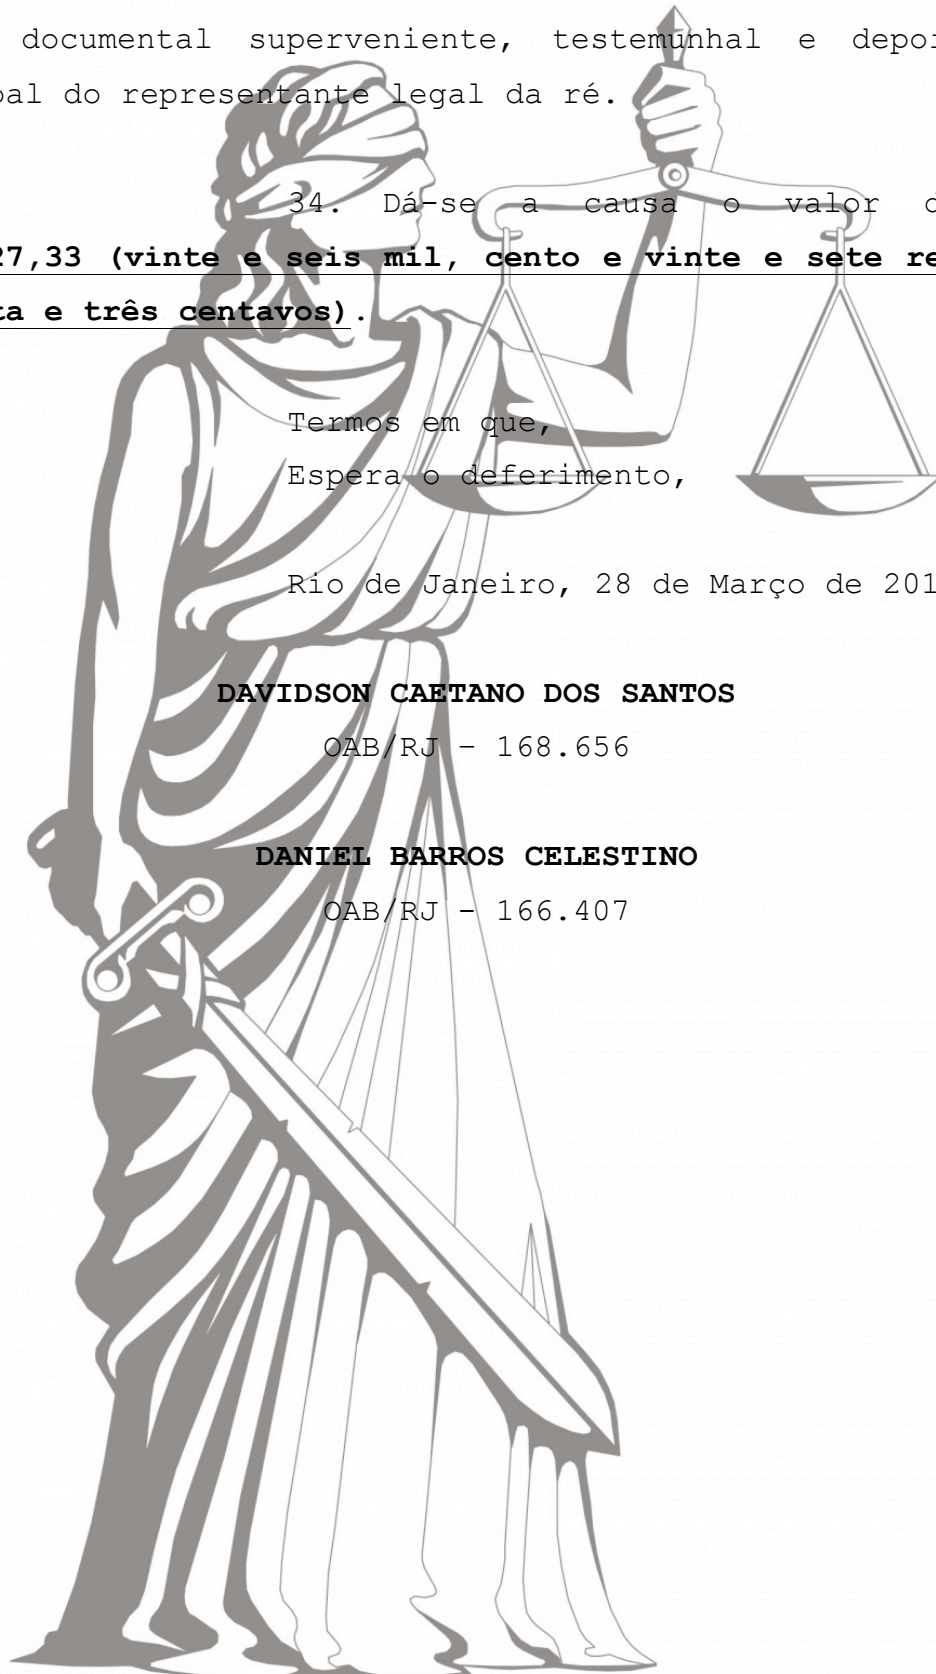 documental superveniente, testemunhal e depoi
oal do representante legal da ré.
34. Dá-se a causa o valor d
27,33 (vinte e seis mil, cento e vinte e sete re
ta e três centavos).
Termos em que,
Espera o deferimento,
Rio de Janeiro, 28 de Março de 201
DAVIDSON CAETANO DOS SANTOS
OAB/RJ – 168.656
DANIEL BARROS CELESTINO
OAB/RJ - 166.407